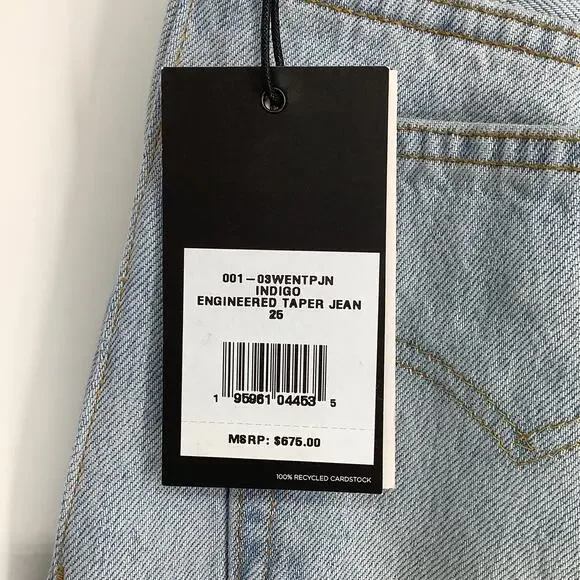 001-03WENTPJN
INDIGO
ENGINEERED TAPER JEAN
25
1 95961 04453 5
MSRP: $675.00
100% RECYCLED CARDSTOCK